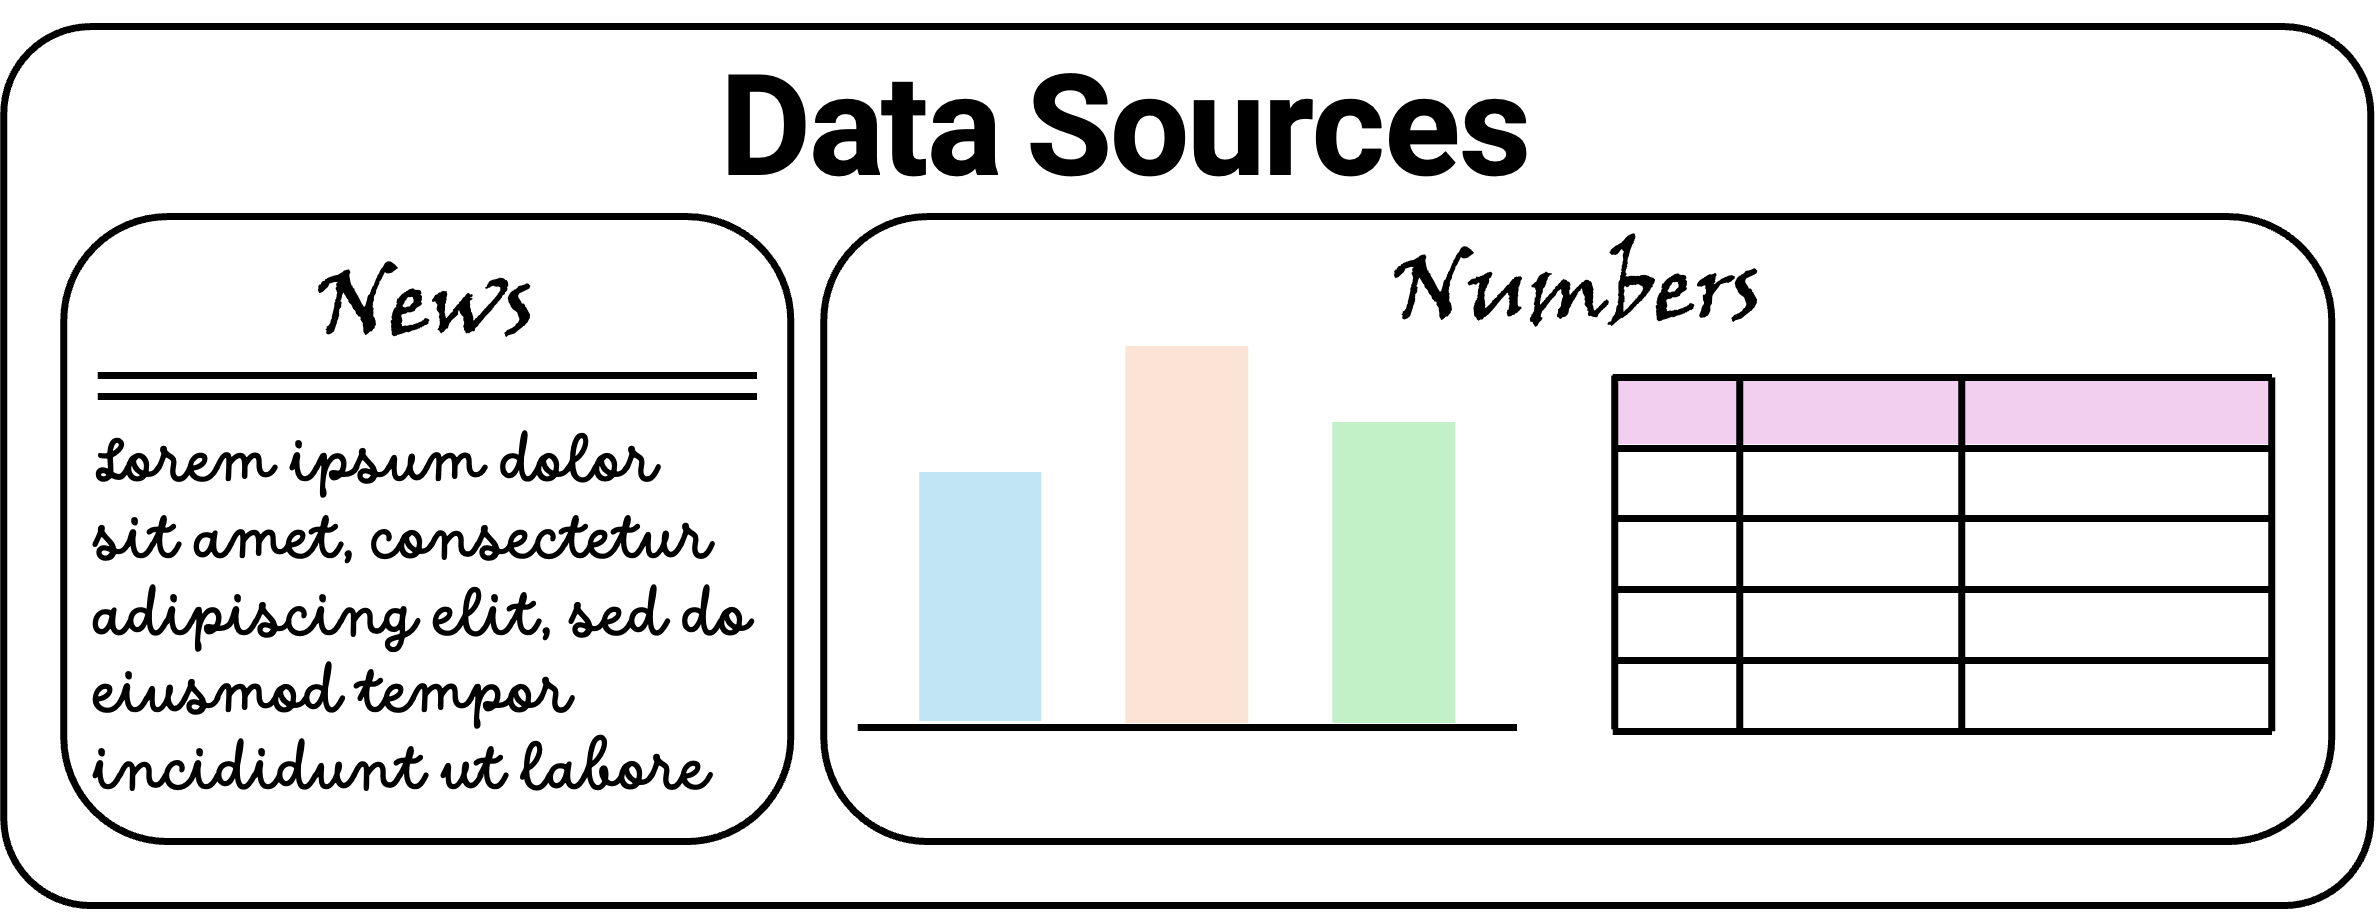 Data Sources
News
Lorem ipsum dolor
sit amet, consectetur
adipiscing elit, sed do
eiusmod tempor
incididunt ut labore
Numbers